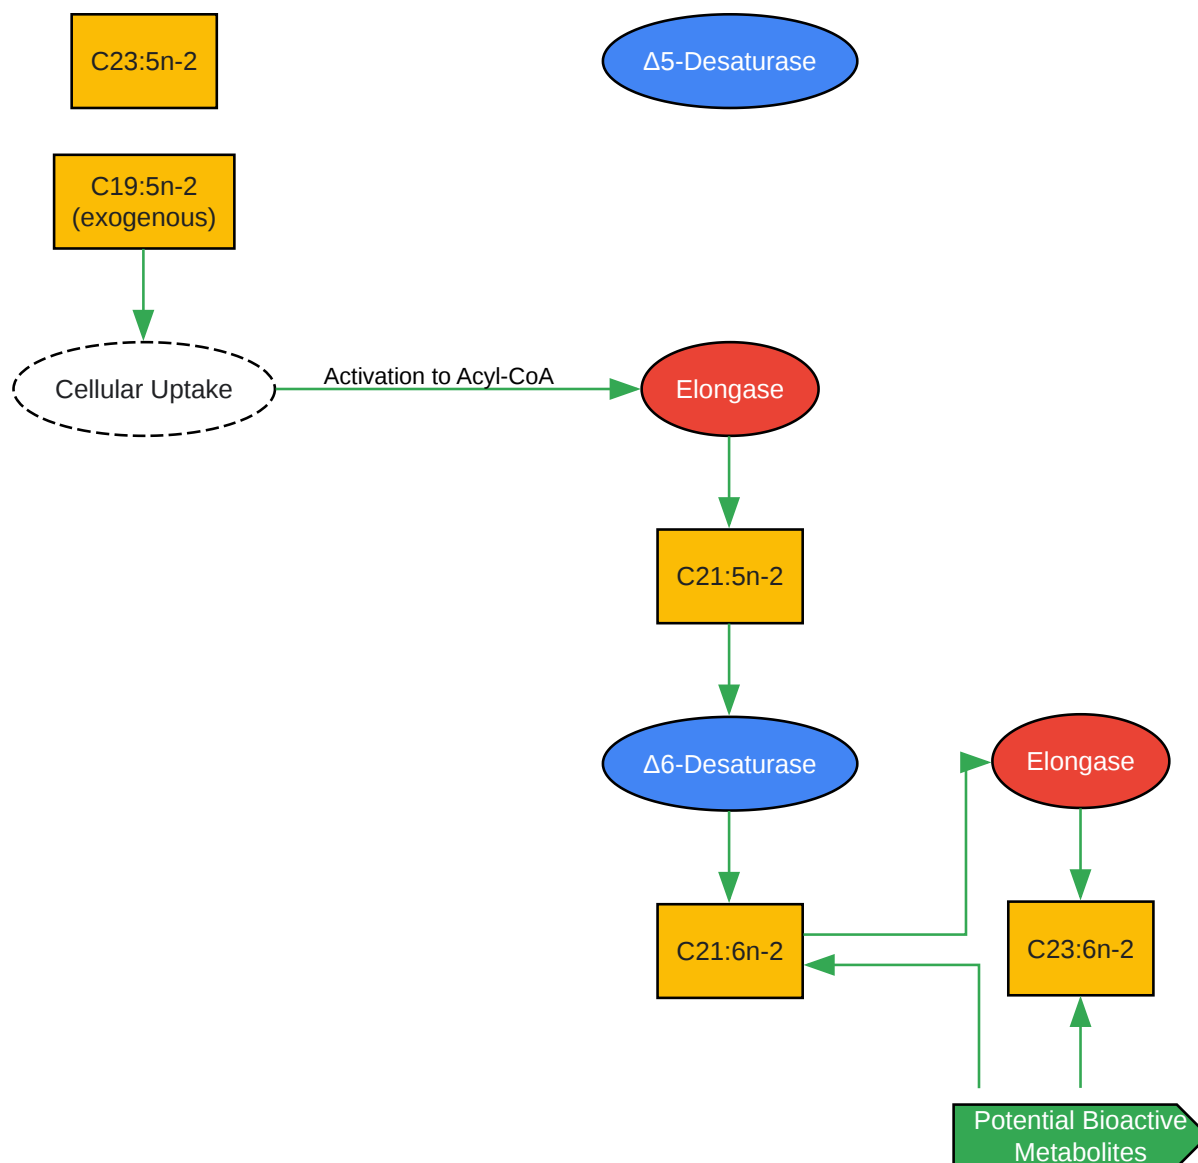 C23:5n-2
Δ5-Desaturase
C19:5n-2
(exogenous)
Cellular Uptake
Activation to Acyl-CoA
Elongase
C21:5n-2
Δ6-Desaturase
Elongase
C21:6n-2
C23:6n-2
Potential Bioactive
Metabolites